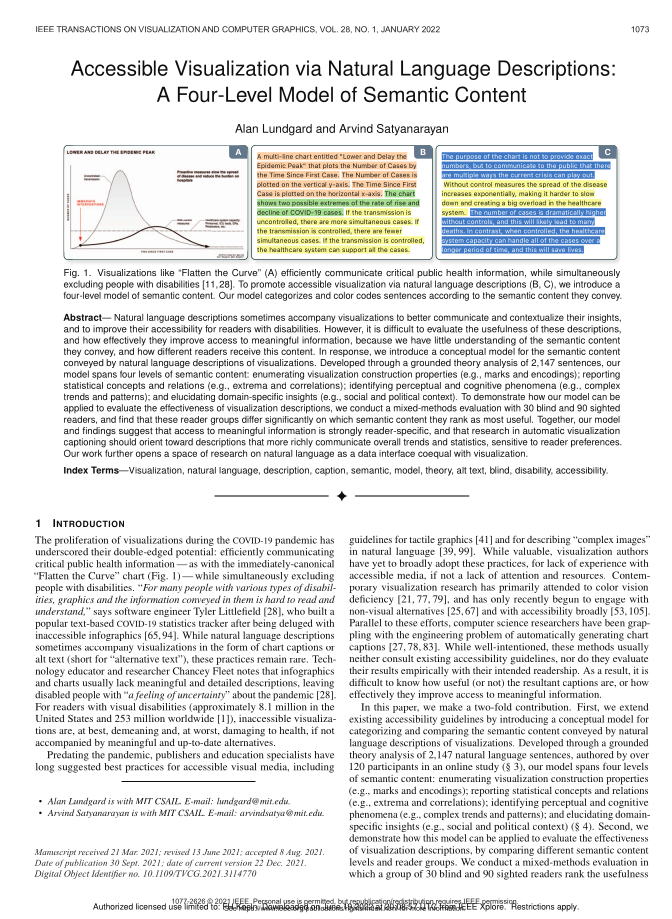 IEEE TRANSACTIONS ON VISUALIZATION AND COMPUTER GRAPHICS, VOL. 28, NO. 1, JANUARY 2022
1073
Accessible Visualization via Natural Language Descriptions:
A Four-Level Model of Semantic Content
Alan Lundgard and Arvind Satyanarayan
LOWER AND DELAY THE EPIDEMIC PEAK
A
Proactive measures slow the spread
of disease and reduce the burden on
hospitals
TIME SINCE FIRST CASE
B
A multi-line chart entitled "Lower and Delay the
Epidemic Peak" that plots the Number of Cases by
the Time Since First Case. The Number of Cases is
plotted on the vertical y-axis. The Time Since First
Case is plotted on the horizontal x-axis. The chart
shows two possible extremes of the rate of rise and
decline of COVID-19 cases. If the transmission is
uncontrolled, there are more simultaneous cases. If
the transmission is controlled, there are fewer
simultaneous cases. If the transmission is controlled,
the healthcare system can support all the cases.
C
The purpose of the chart is not to provide exact
numbers, but to communicate to the public that there
are multiple ways the current crisis can play out.
Without control measures the spread of the disease
increases exponentially, making it harder to slow
down and creating a big overload in the healthcare
system. The number of cases is dramatically higher
without controls, and this will likely lead to many
deaths. In contrast, when controlled, the healthcare
system capacity can handle all of the cases over a
longer period of time, and this will save lives.
Fig. 1. Visualizations like “Flatten the Curve” (A) efficiently communicate critical public health information, while simultaneously
excluding people with disabilities [11,28]. To promote accessible visualization via natural language descriptions (B, C), we introduce a
four-level model of semantic content. Our model categorizes and color codes sentences according to the semantic content they convey.
Abstract— Natural language descriptions sometimes accompany visualizations to better communicate and contextualize their insights,
and to improve their accessibility for readers with disabilities. However, it is difficult to evaluate the usefulness of these descriptions,
and how effectively they improve access to meaningful information, because we have little understanding of the semantic content
they convey, and how different readers receive this content. In response, we introduce a conceptual model for the semantic content
conveyed by natural language descriptions of visualizations. Developed through a grounded theory analysis of 2,147 sentences, our
model spans four levels of semantic content: enumerating visualization construction properties (e.g., marks and encodings); reporting
statistical concepts and relations (e.g., extrema and correlations); identifying perceptual and cognitive phenomena (e.g., complex
trends and patterns); and elucidating domain-specific insights (e.g., social and political context). To demonstrate how our model can be
applied to evaluate the effectiveness of visualization descriptions, we conduct a mixed-methods evaluation with 30 blind and 90 sighted
readers, and find that these reader groups differ significantly on which semantic content they rank as most useful. Together, our model
and findings suggest that access to meaningful information is strongly reader-specific, and that research in automatic visualization
captioning should orient toward descriptions that more richly communicate overall trends and statistics, sensitive to reader preferences.
Our work further opens a space of research on natural language as a data interface coequal with visualization.
Index Terms—Visualization, natural language, description, caption, semantic, model, theory, alt text, blind, disability, accessibility.
1 INTRODUCTION
The proliferation of visualizations during the COVID-19 pandemic has
underscored their double-edged potential: efficiently communicating
critical public health information — as with the immediately-canonical
“Flatten the Curve” chart (Fig. 1) — while simultaneously excluding
people with disabilities. “For many people with various types of disabil-
ities, graphics and the information conveyed in them is hard to read and
understand,” says software engineer Tyler Littlefield [28], who built a
popular text-based COVID-19 statistics tracker after being deluged with
inaccessible infographics [65,94]. While natural language descriptions
sometimes accompany visualizations in the form of chart captions or
alt text (short for “alternative text”), these practices remain rare. Tech-
nology educator and researcher Chancey Fleet notes that infographics
and charts usually lack meaningful and detailed descriptions, leaving
disabled people with “a feeling of uncertainty” about the pandemic [28].
For readers with visual disabilities (approximately 8.1 million in the
United States and 253 million worldwide [1]), inaccessible visualiza-
tions are, at best, demeaning and, at worst, damaging to health, if not
accompanied by meaningful and up-to-date alternatives.
Predating the pandemic, publishers and education specialists have
long suggested best practices for accessible visual media, including
• Alan Lundgard is with MIT CSAIL. E-mail: lundgard@mit.edu.
• Arvind Satyanarayan is with MIT CSAIL. E-mail: arvindsatya@mit.edu.
Manuscript received 21 Mar. 2021; revised 13 June 2021; accepted 8 Aug. 2021.
Date of publication 30 Sept. 2021; date of current version 22 Dec. 2021.
Digital Object Identifier no. 10.1109/TVCG.2021.3114770
guidelines for tactile graphics [41] and for describing “complex images”
in natural language [39,99]. While valuable, visualization authors
have yet to broadly adopt these practices, for lack of experience with
accessible media, if not a lack of attention and resources. Contem-
porary visualization research has primarily attended to color vision
deficiency [21,77,79], and has only recently begun to engage with
non-visual alternatives [25,67] and with accessibility broadly [53,105].
Parallel to these efforts, computer science researchers have been grap-
pling with the engineering problem of automatically generating chart
captions [27,78,83]. While well-intentioned, these methods usually
neither consult existing accessibility guidelines, nor do they evaluate
their results empirically with their intended readership. As a result, it is
difficult to know how useful (or not) the resultant captions are, or how
effectively they improve access to meaningful information.
In this paper, we make a two-fold contribution. First, we extend
existing accessibility guidelines by introducing a conceptual model for
categorizing and comparing the semantic content conveyed by natural
language descriptions of visualizations. Developed through a grounded
theory analysis of 2,147 natural language sentences, authored by over
120 participants in an online study (§ 3), our model spans four levels
of semantic content: enumerating visualization construction properties
(e.g., marks and encodings); reporting statistical concepts and relations
(e.g., extrema and correlations); identifying perceptual and cognitive
phenomena (e.g., complex trends and patterns); and elucidating domain-
specific insights (e.g., social and political context) (§ 4). Second, we
demonstrate how this model can be applied to evaluate the effectiveness
of visualization descriptions, by comparing different semantic content
levels and reader groups. We conduct a mixed-methods evaluation in
which a group of 30 blind and 90 sighted readers rank the usefulness
1077-2626 © 2021 IEEE. Personal use is permitted, but republication/redistribution requires IEEE permission.
Authorized licensed use limited to: Downloaded on June from IEEE Xplore. Restrictions apply.